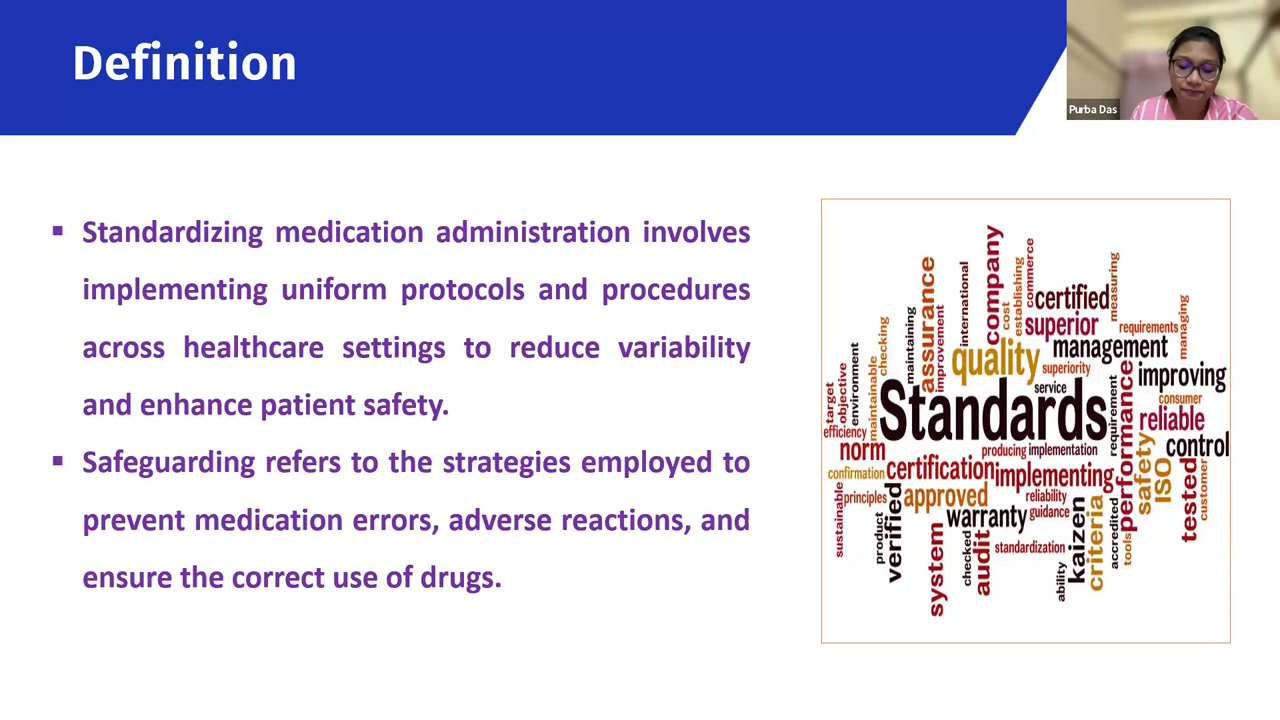 Definition
Purba Das
▪ Standardizing medication administration involves
implementing uniform protocols and procedures
across healthcare settings to reduce variability
and enhance patient safety.
▪ Safeguarding refers to the strategies employed to
prevent medication errors, adverse reactions, and
ensure the correct use of drugs.
company
commerce
international
assurance
establishing
measuring
cost
certified
superior
requirements
managing
checking
maintaining
improvement
quality
management
superiority
environment
objective
target
maintainable
service
improving
Standards
requirement
performance
consumer
reliable
efficiency
norm
producing
implementation
control
safety
confirmation
certification
implementing
ISO
tested
customer
sustainable
principles
approved
reliability
guidance
verified
product
warranty
kaizen
criteria
accredited
tools
system
checked
audit
standardization
ability